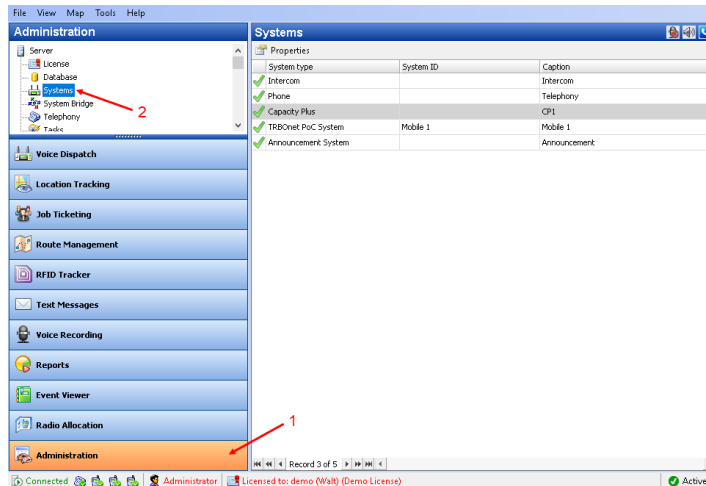 File View Map Tools Help
Administration
Systems
Server
License
Database
Systems
System Bridge
Telephony
Tasks
2
Properties
System type System ID Caption
Intercom Intercom
Phone Telephony
Capacity Plus CP1
TRBOnet PoC System Mobile 1 Mobile 1
Announcement System Announcement
Voice Dispatch
Location Tracking
Job Ticketing
Route Management
RFID Tracker
Text Messages
Voice Recording
Reports
Event Viewer
Radio Allocation
1
Administration
Record 3 of 5
Connected Administrator Licensed to: demo (Walt) (Demo License) Active